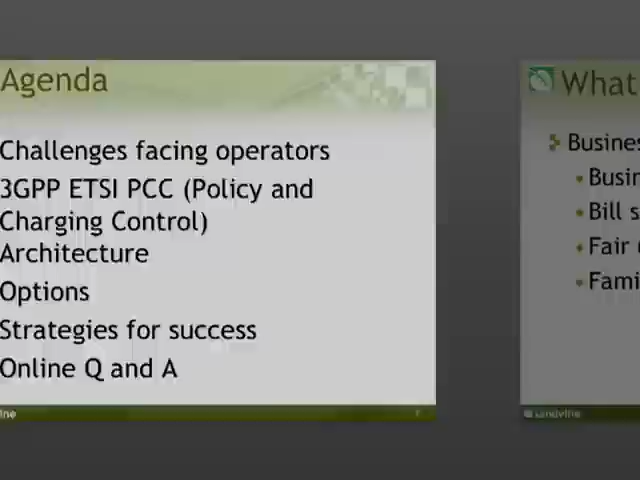 Agenda
Challenges facing operators
3GPP ETSI PCC (Policy and
Charging Control)
Architecture
Options
Strategies for success
Online Q and A
What
Busines
Busin
Bill s
Fair
Fami
sandvine